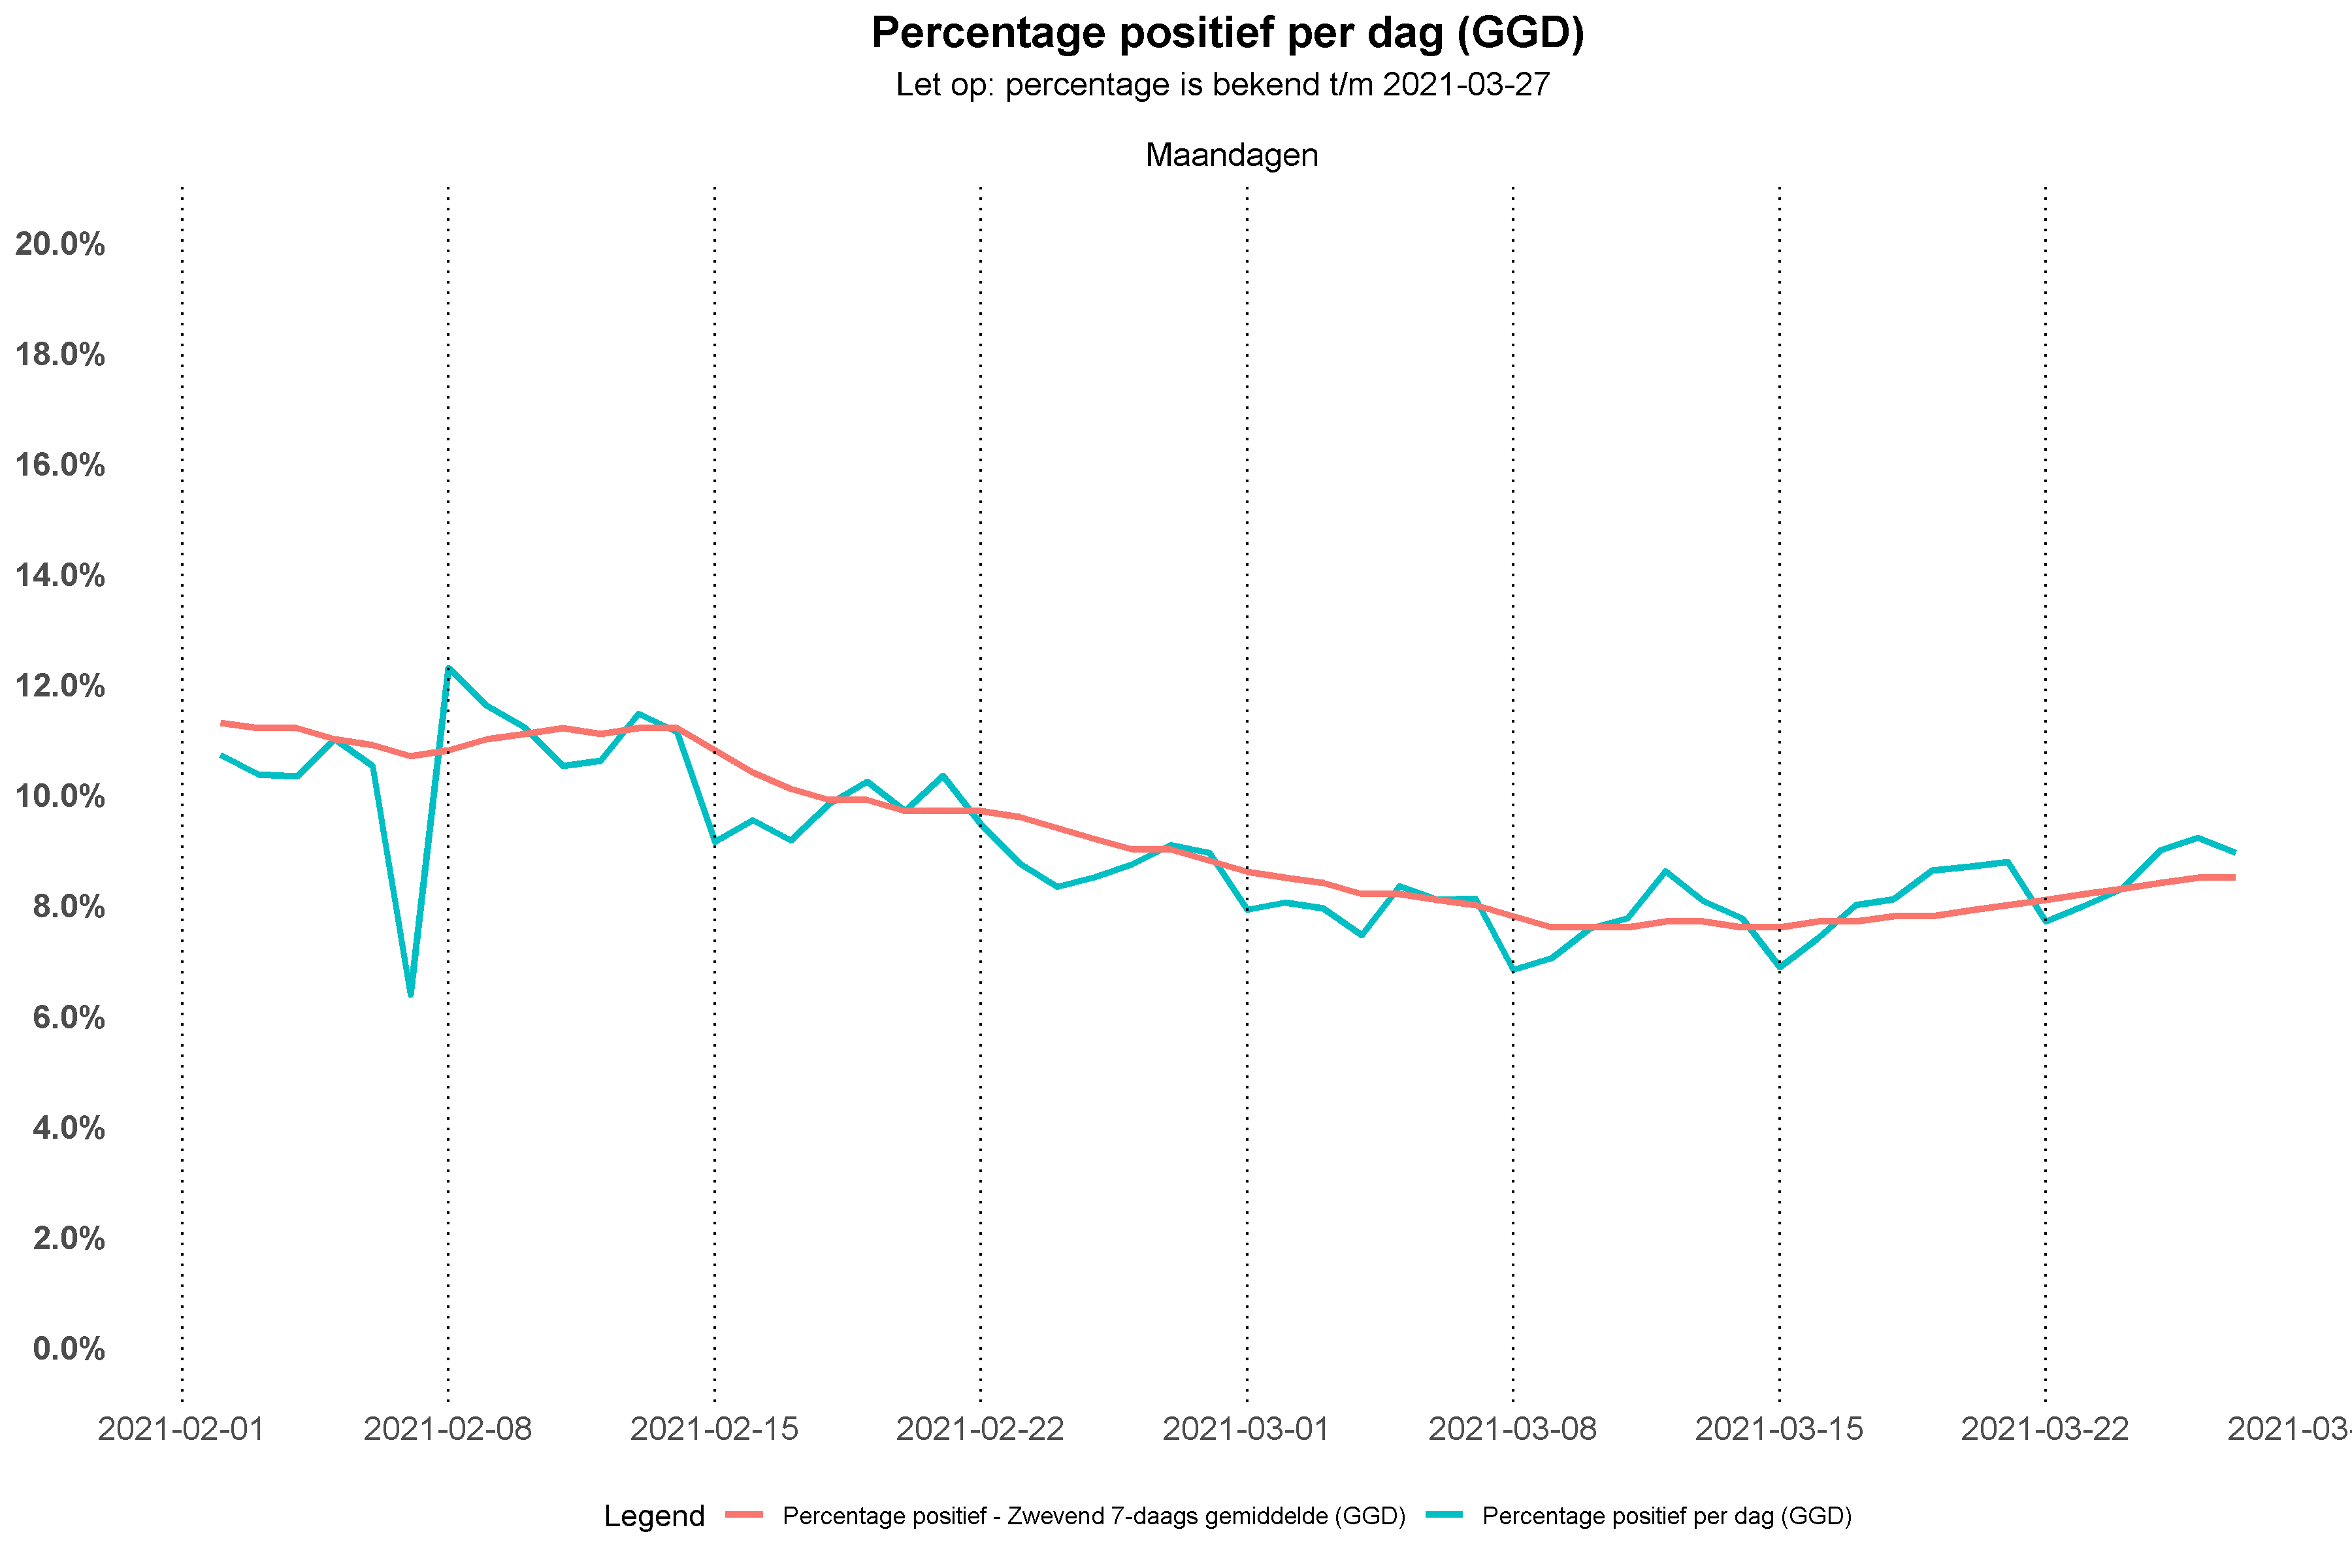 Percentage positief per dag (GGD)
Let op: percentage is bekend t/m 2021-03-27
Maandagen
20.0%
18.0%
16.0%
14.0%
12.0%
10.0%
8.0%
6.0%
4.0%
2.0%
0.0%
2021-02-01 2021-02-08 2021-02-15 2021-02-22 2021-03-01 2021-03-08 2021-03-15 2021-03-22 2021-03-
Legend Percentage positief - Zwevend 7-daags gemiddelde (GGD) Percentage positief per dag (GGD)